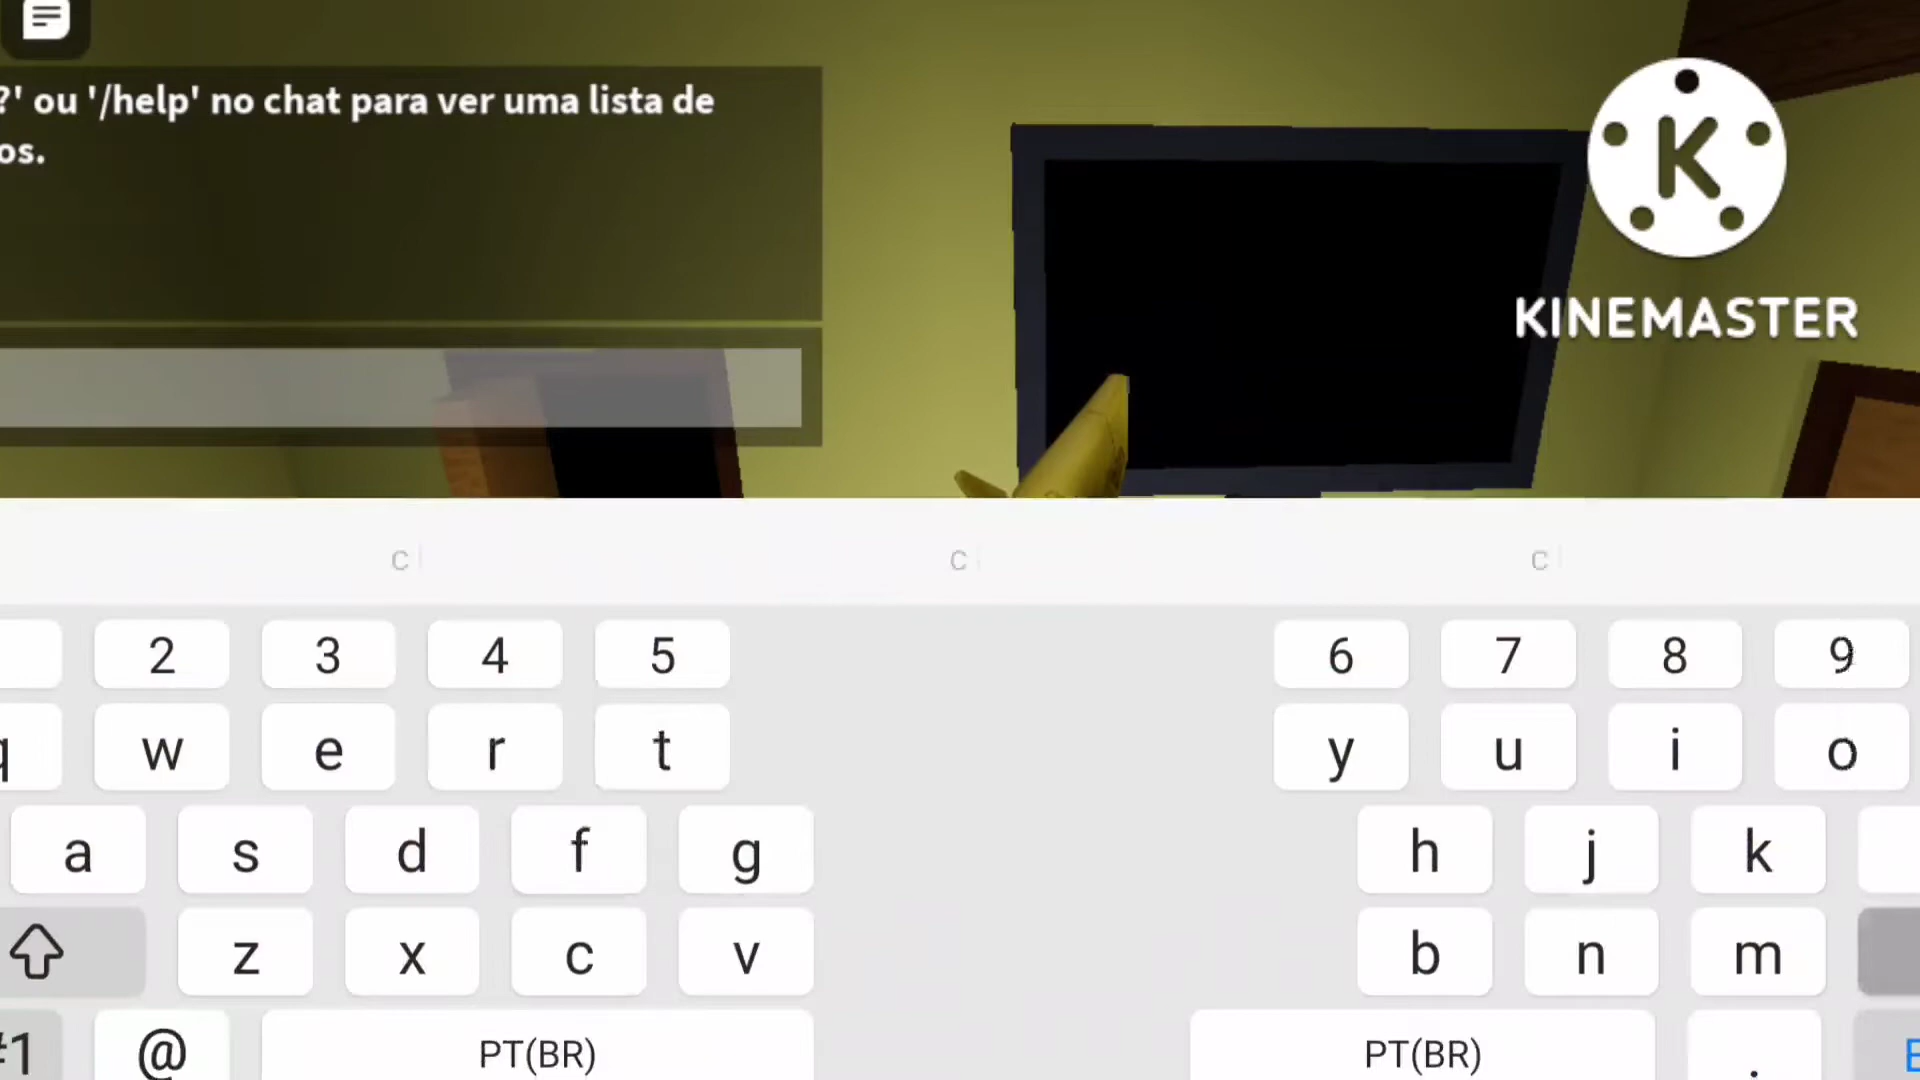 ?' ou '/help' no chat para ver uma lista de
os.
K
KINEMASTER
c c c
2 3 4 5 6 7 8 9
q w e r t y u i o
a s d f g h j k
z x c v b n m
#1 @ PT(BR) PT(BR) .